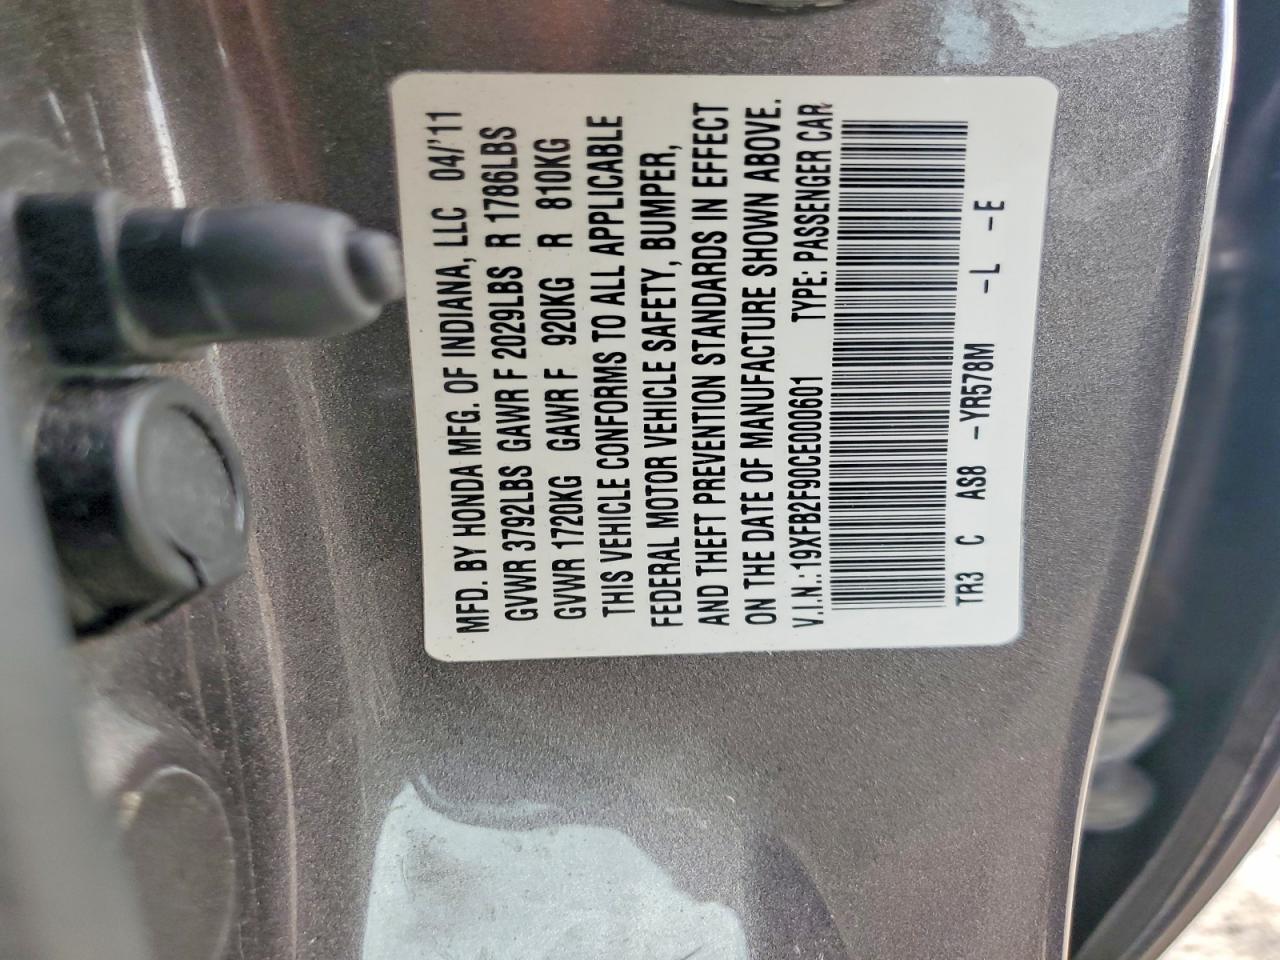 MFD. BY HONDA MFG. OF INDIANA, LLC 04/'11
GVWR 3792LBS GAWR F 2029LBS R 1786LBS
GVWR 1720KG GAWR F 920KG R 810KG
THIS VEHICLE CONFORMS TO ALL APPLICABLE
FEDERAL MOTOR VEHICLE SAFETY, BUMPER,
AND THEFT PREVENTION STANDARDS IN EFFECT
ON THE DATE OF MANUFACTURE SHOWN ABOVE.
V.I.N.: 19XFB2F90CE000601 TYPE: PASSENGER CAR
TR3 C AS8 -YR578M -L -E